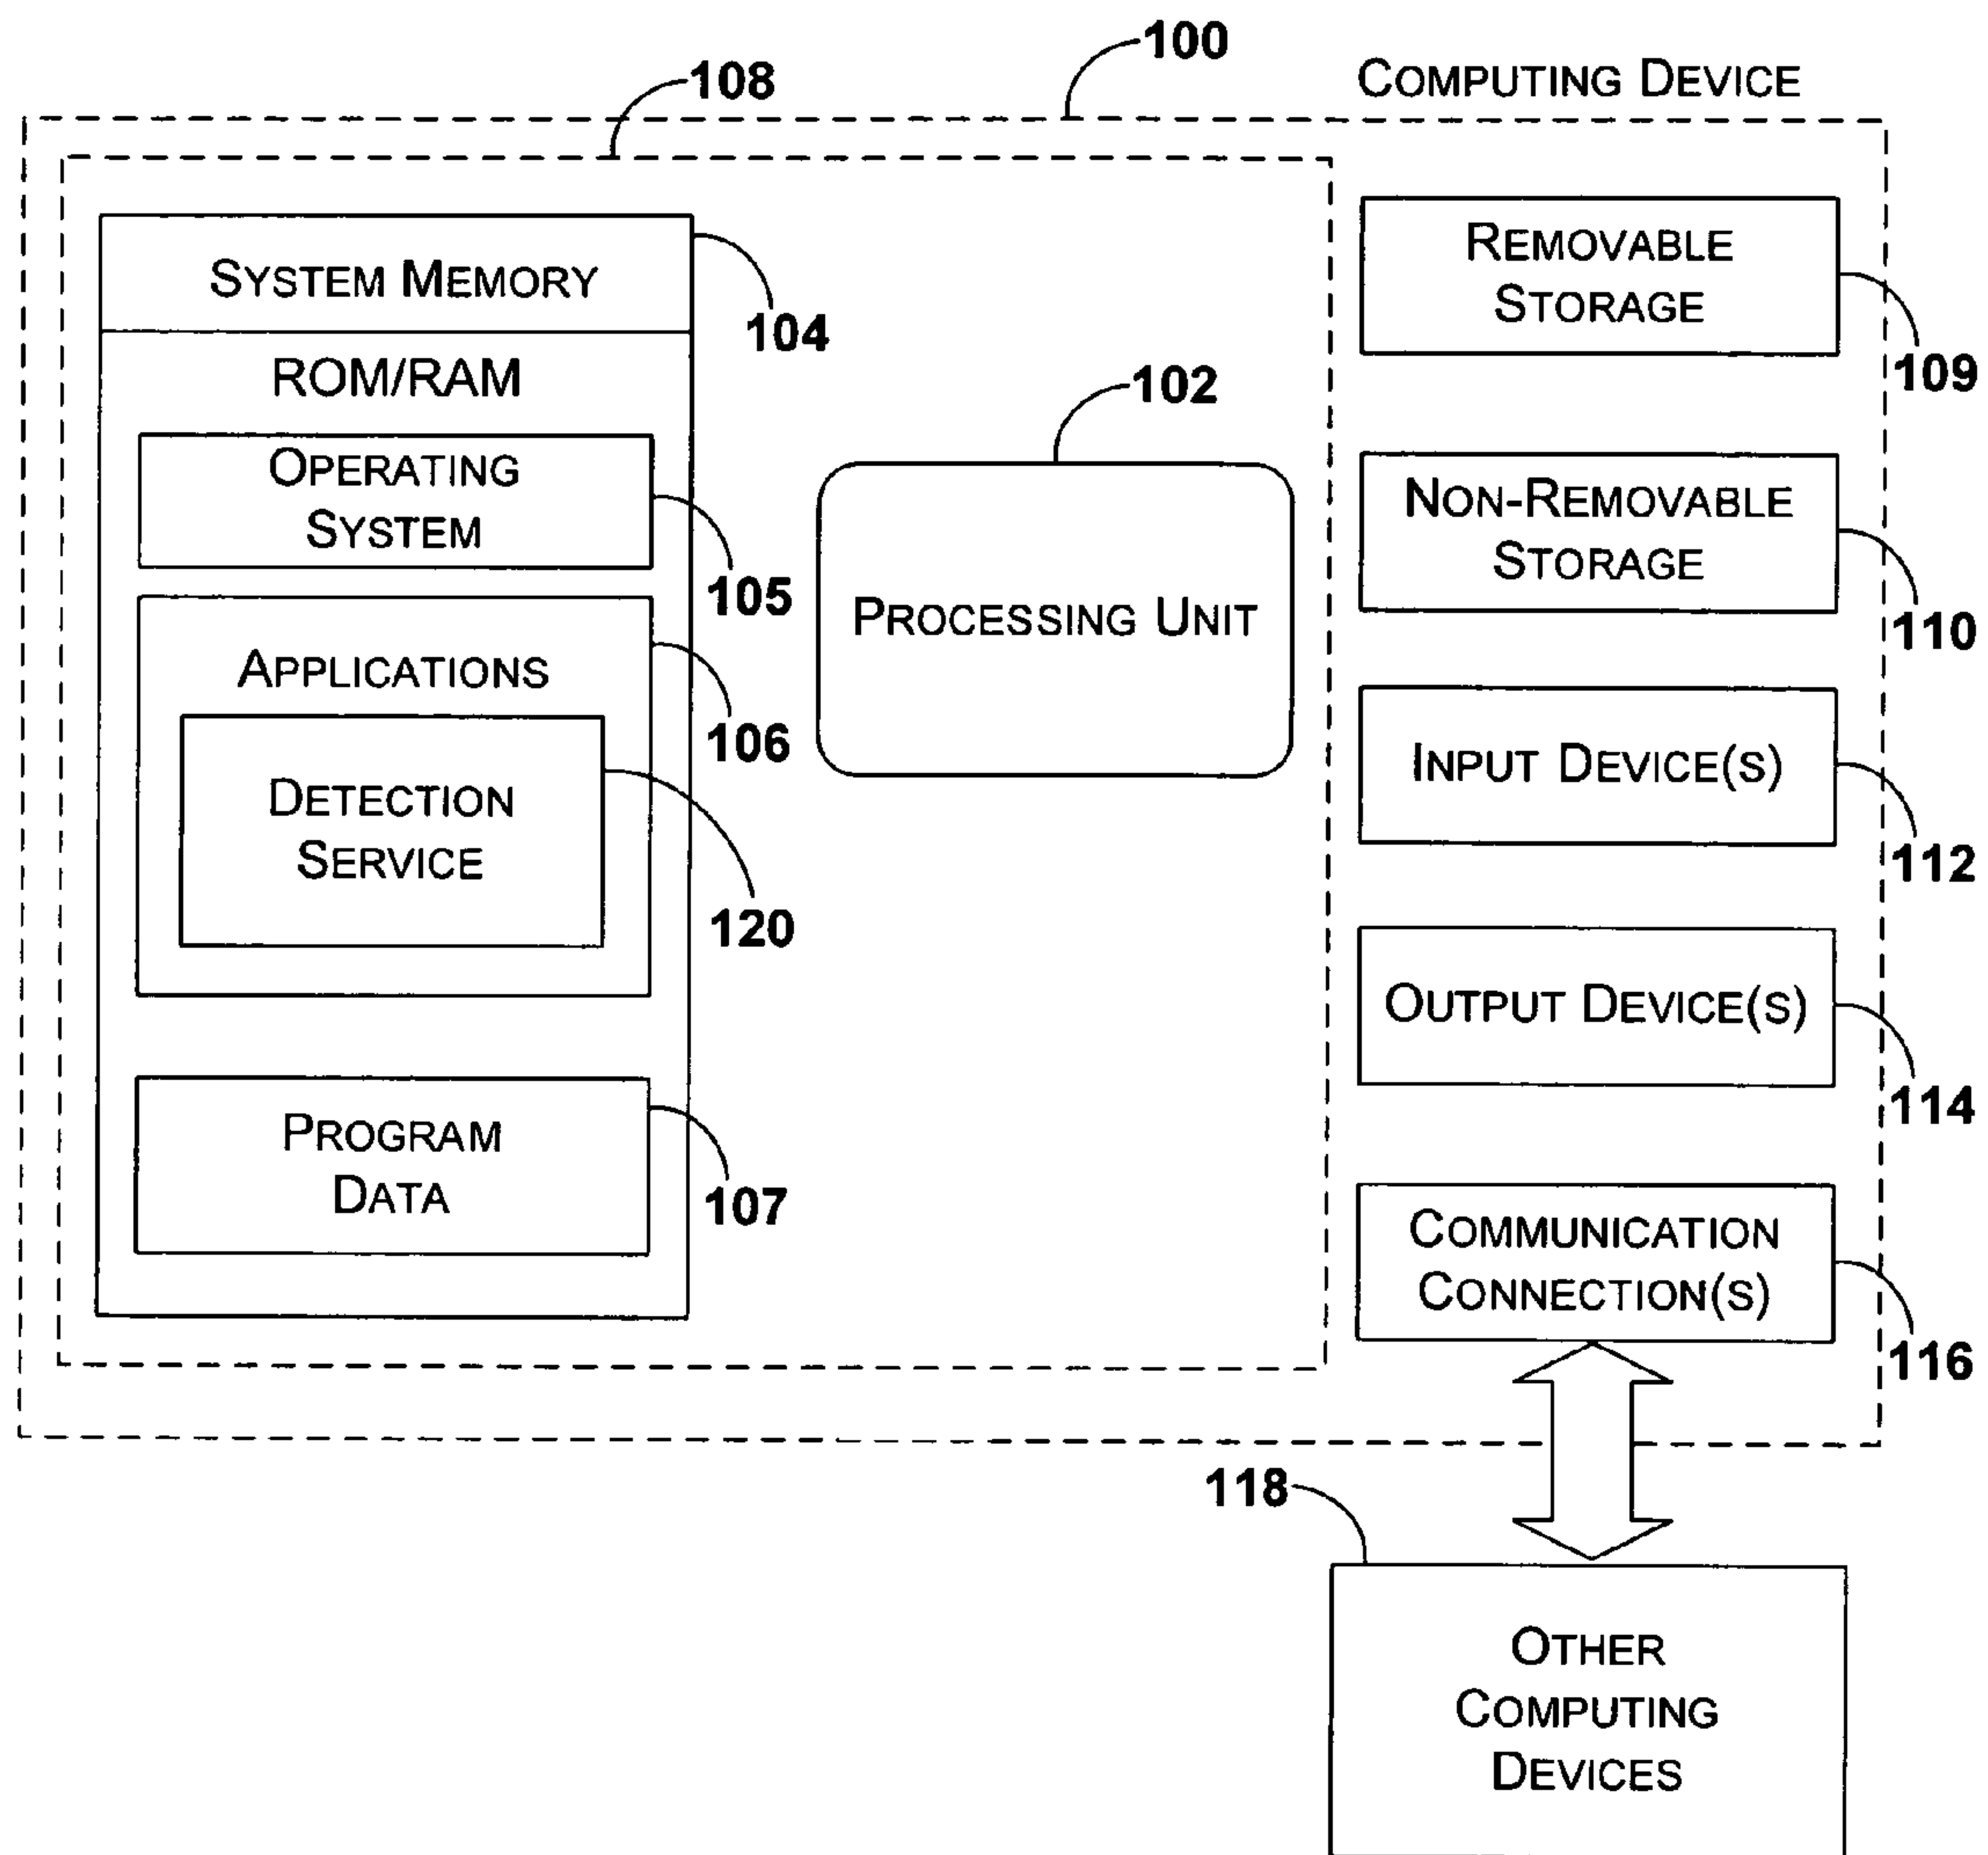 100
COMPUTING DEVICE
108
SYSTEM MEMORY
104
ROM/RAM
OPERATING
SYSTEM
105
APPLICATIONS
106
DETECTION
SERVICE
120
PROGRAM
DATA
107
102
PROCESSING UNIT
REMOVABLE
STORAGE
109
NON-REMOVABLE
STORAGE
110
INPUT DEVICE(S)
112
OUTPUT DEVICE(S)
114
COMMUNICATION
CONNECTION(S)
116
118
OTHER
COMPUTING
DEVICES